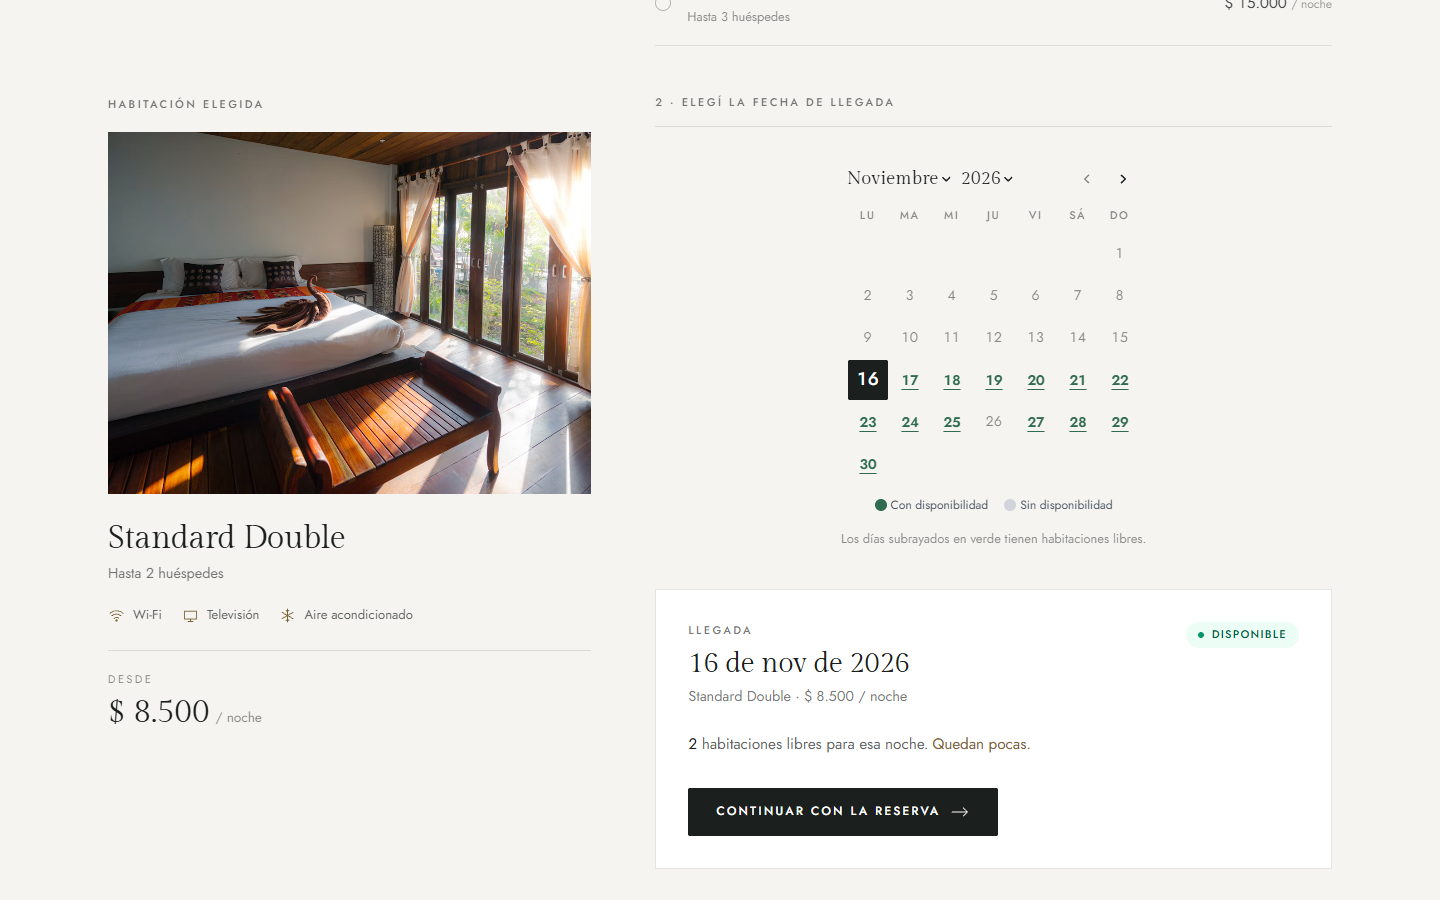 $ 15.000 / noche
Hasta 3 huéspedes
HABITACIÓN ELEGIDA
Standard Double
Hasta 2 huéspedes
Wi-Fi Televisión Aire acondicionado
DESDE
$ 8.500 / noche
2 · ELEGÍ LA FECHA DE LLEGADA
Noviembre 2026
LU MA MI JU VI SÁ DO
1
2 3 4 5 6 7 8
9 10 11 12 13 14 15
16 17 18 19 20 21 22
23 24 25 26 27 28 29
30
Con disponibilidad Sin disponibilidad
Los días subrayados en verde tienen habitaciones libres.
LLEGADA
DISPONIBLE
16 de nov de 2026
Standard Double · $ 8.500 / noche
2 habitaciones libres para esa noche. Quedan pocas.
CONTINUAR CON LA RESERVA →